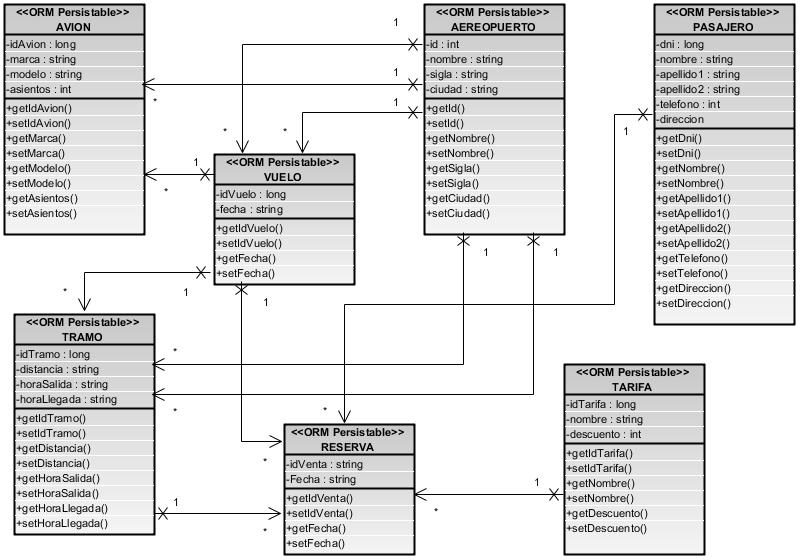 <<ORM Persistable>>
AVION
-idAvion : long
-marca : string
-modelo : string
-asientos : int
+getIdAvion()
+setIdAvion()
+getMarca()
+setMarca()
+getModelo()
+setModelo()
+getAsientos()
+setAsientos()
<<ORM Persistable>>
AEREOPUERTO
-id : int
-nombre : string
-sigla : string
-ciudad : string
+getId()
+setId()
+getNombre()
+setNombre()
+getSigla()
+setSigla()
+getCiudad()
+setCiudad()
<<ORM Persistable>>
PASAJERO
-dni : long
-nombre : string
-apellido1 : string
-apellido2 : string
-telefono : int
-direccion
+getDni()
+setDni()
+getNombre()
+setNombre()
+getApellido1()
+setApellido1()
+getApellido2()
+setApellido2()
+getTelefono()
+setTelefono()
+getDireccion()
+setDireccion()
1
1
*
1
*
*
1
*
1
<<ORM Persistable>>
VUELO
-idVuelo : long
-fecha : string
+getIdVuelo()
+setIdVuelo()
+getFecha()
+setFecha()
1
1
*
1
1
<<ORM Persistable>>
TRAMO
-idTramo : long
-distancia : string
-horaSalida : string
-horaLlegada : string
+getIdTramo()
+setIdTramo()
+getDistancia()
+setDistancia()
+getHoraSalida()
+setHoraSalida()
+getHoraLlegada()
+setHoraLlegada()
*
*
*
*
1
*
<<ORM Persistable>>
RESERVA
-idVenta : string
-Fecha : string
+getIdVenta()
+setIdVenta()
+getFecha()
+setFecha()
*
1
<<ORM Persistable>>
TARIFA
-idTarifa : long
-nombre : string
-descuento : int
+getIdTarifa()
+setIdTarifa()
+getNombre()
+setNombre()
+getDescuento()
+setDescuento()